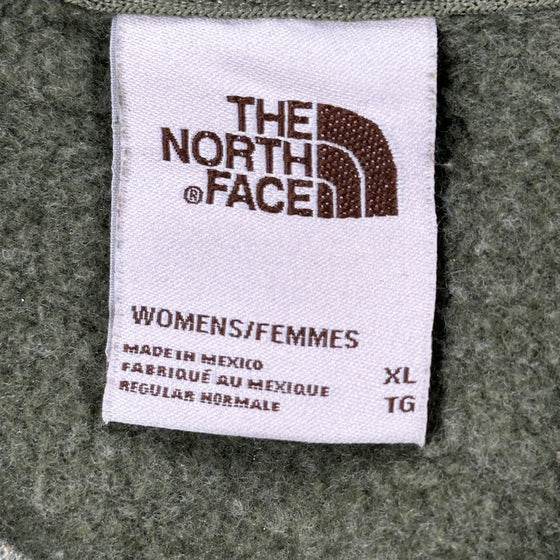 THE
NORTH
® FACE
WOMENS/FEMMES
MADE IN MEXICO
FABRIQUÉ AU MEXIQUE XL
REGULAR NORMALE TG